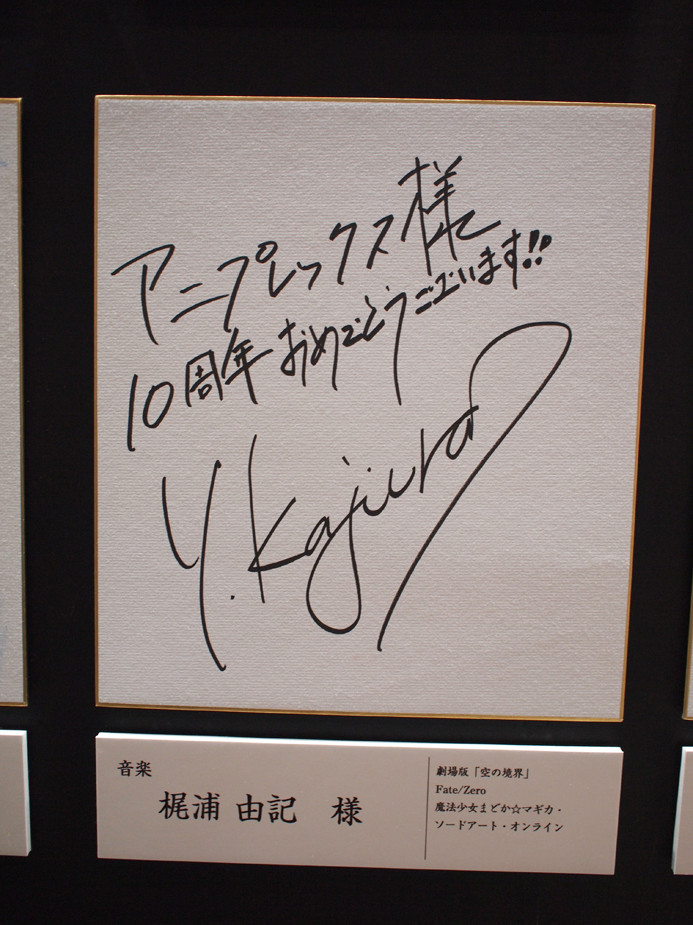 アニプレックス様
10周年おめでとうございます!!
Y.Kajiura
音楽
梶浦 由記 様
劇場版「空の境界」
Fate/Zero
魔法少女まどか☆マギカ・
ソードアート・オンライン